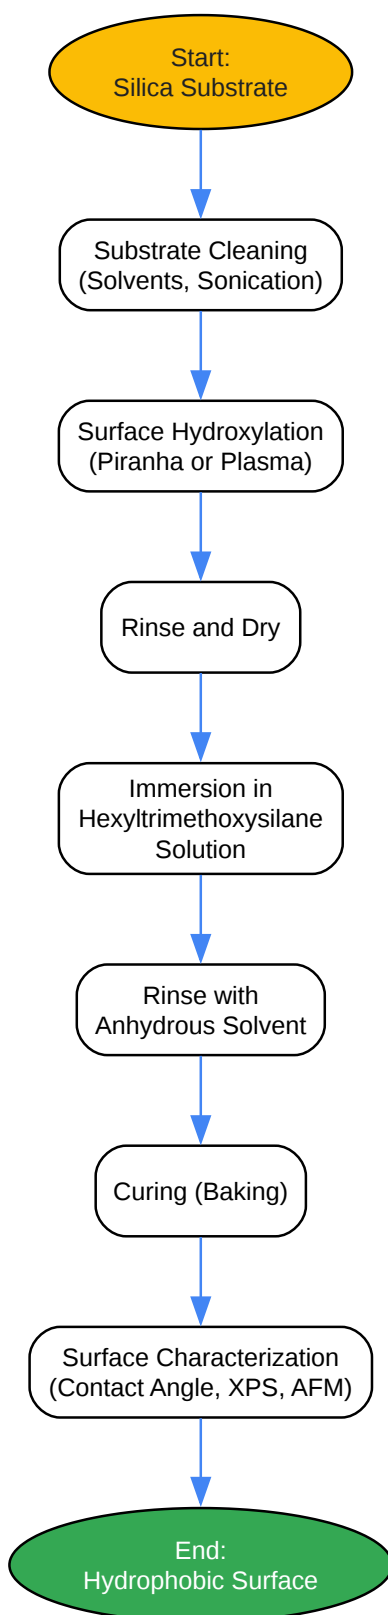 Start:
Silica Substrate
Substrate Cleaning
(Solvents, Sonication)
Surface Hydroxylation
(Piranha or Plasma)
Rinse and Dry
Immersion in
Hexyltrimethoxysilane
Solution
Rinse with
Anhydrous Solvent
Curing (Baking)
Surface Characterization
(Contact Angle, XPS, AFM)
End:
Hydrophobic Surface